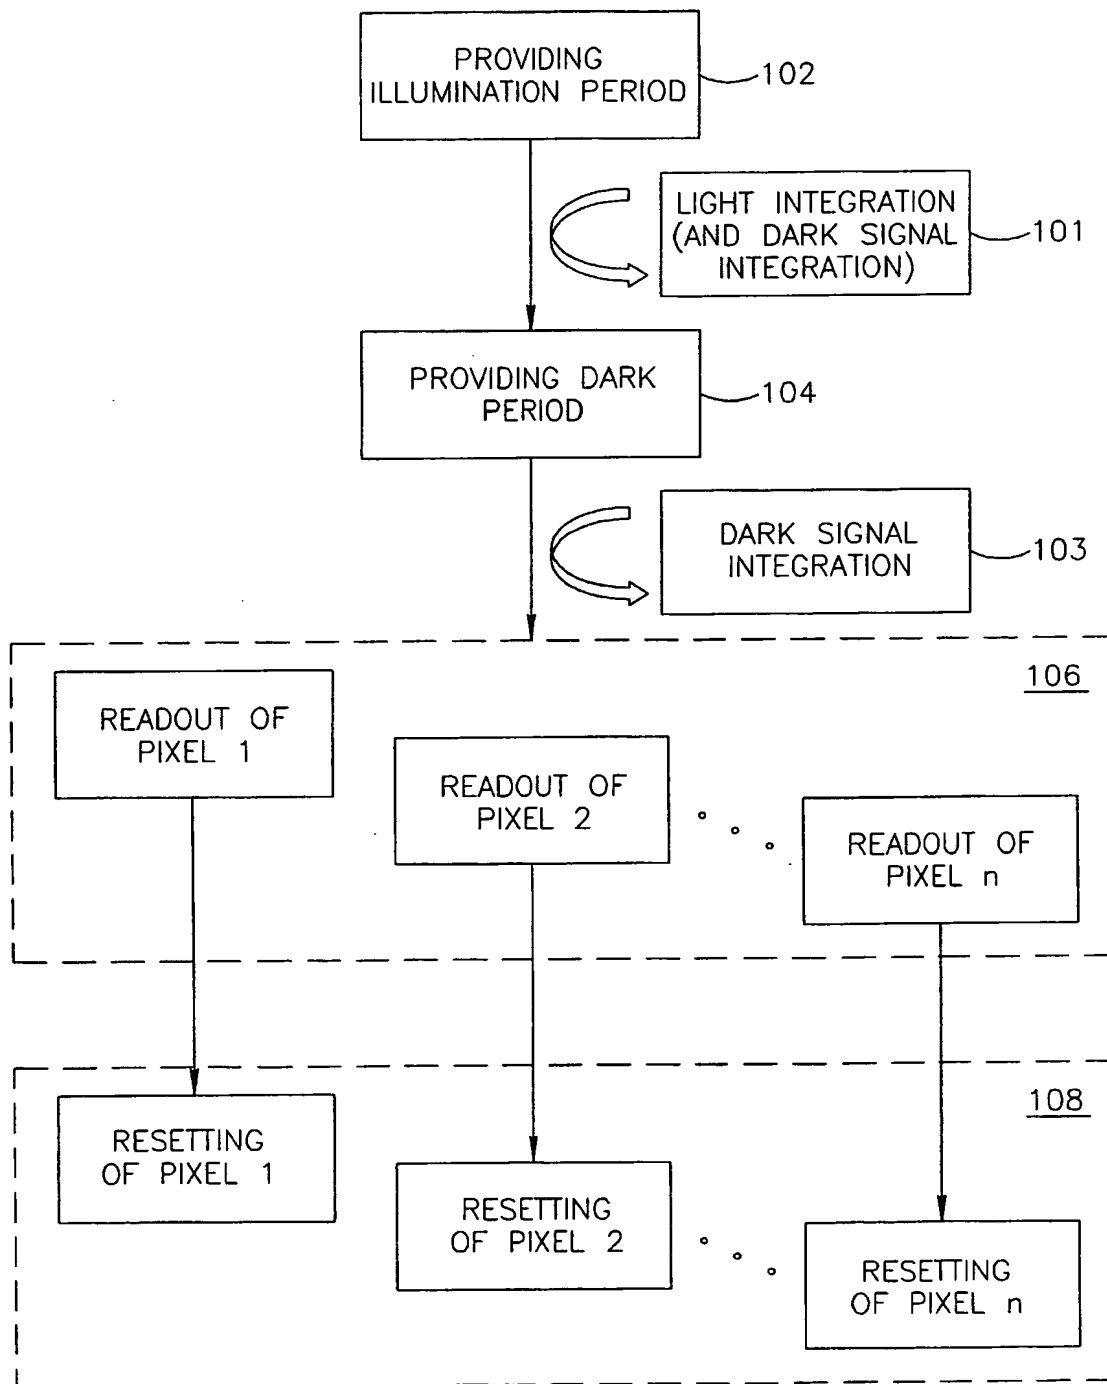 PROVIDING
ILLUMINATION PERIOD
102
LIGHT INTEGRATION
(AND DARK SIGNAL
INTEGRATION)
101
PROVIDING DARK
PERIOD
104
DARK SIGNAL
INTEGRATION
103
106
READOUT OF
PIXEL 1
READOUT OF
PIXEL 2
READOUT OF
PIXEL n
108
RESETTING
OF PIXEL 1
RESETTING
OF PIXEL 2
RESETTING
OF PIXEL n